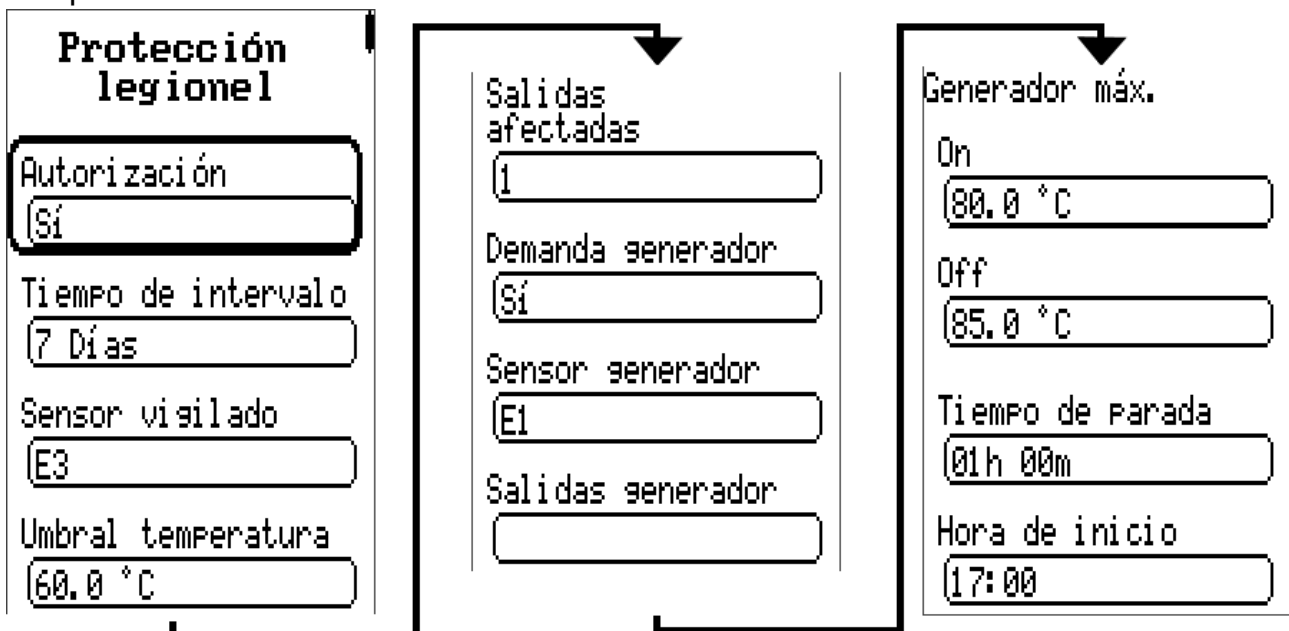 Protección
legionel
Autorización
Sí
Tiempo de intervalo
7 Días
Sensor vigilado
E3
Umbral temperatura
60.0 °C
Salidas
afectadas
1
Demanda generador
Sí
Sensor generador
E1
Salidas generador
Generador máx.
On
80.0 °C
Off
85.0 °C
Tiempo de parada
01h 00m
Hora de inicio
17:00